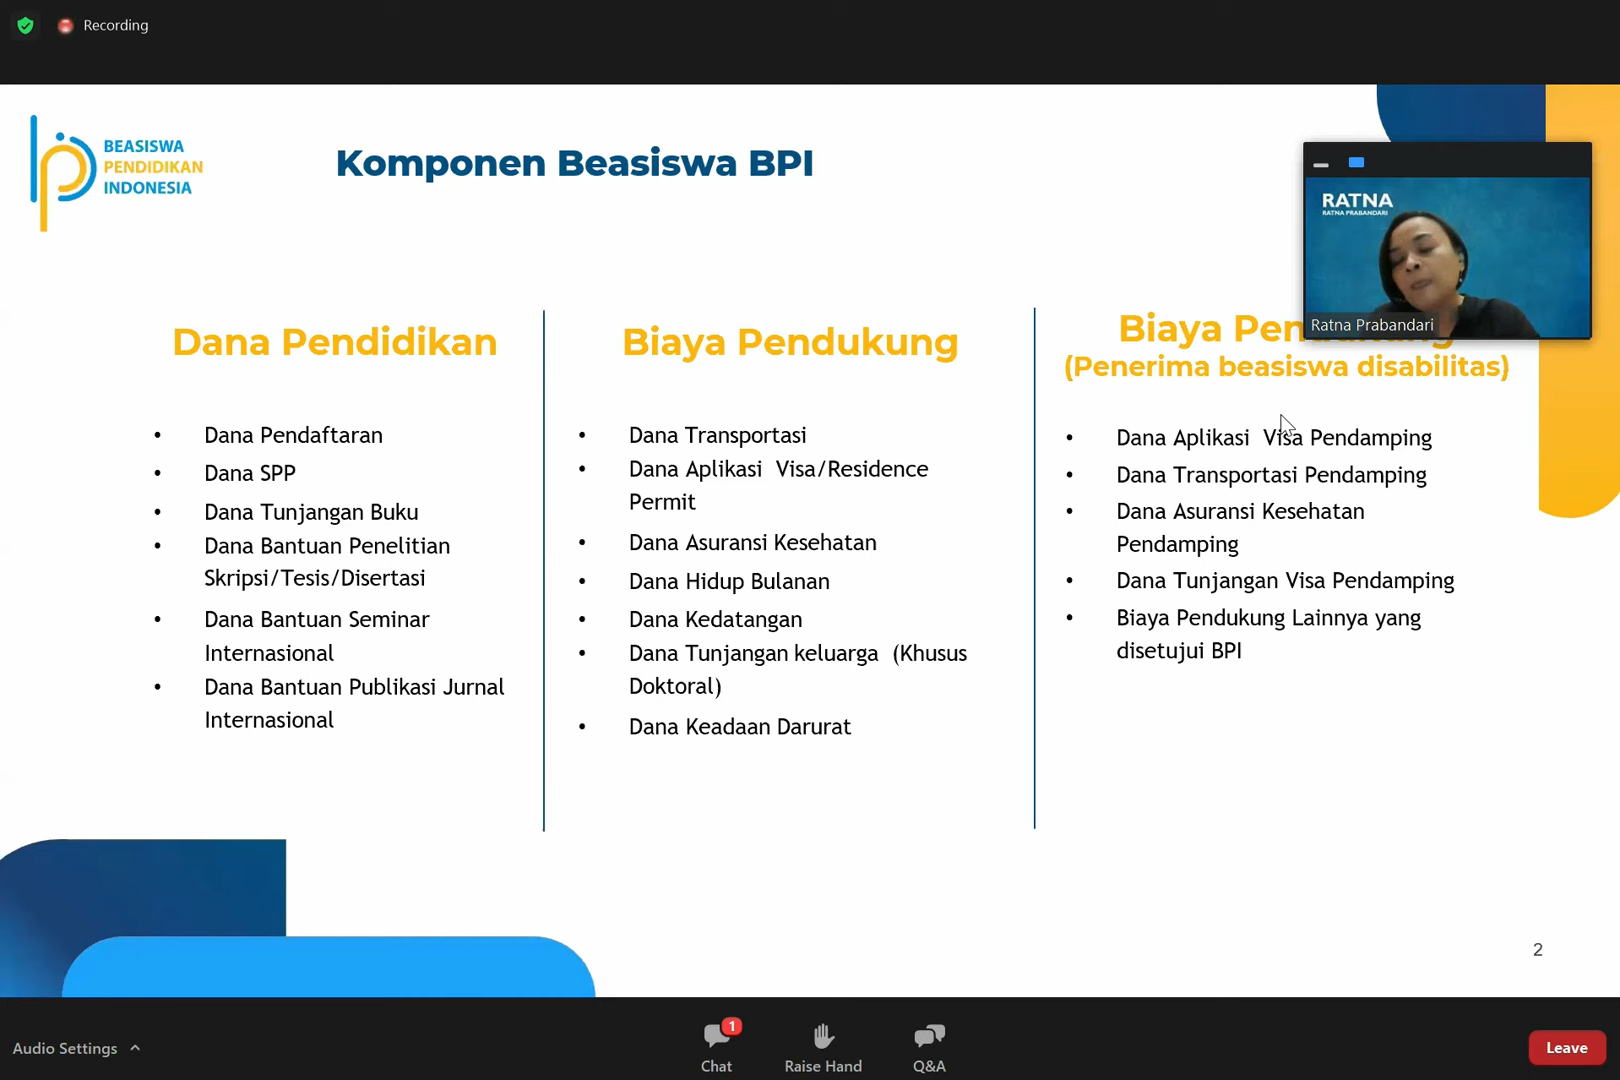 Recording
BEASISWA
PENDIDIKAN
INDONESIA
Komponen Beasiswa BPI
RATNA
RATNA PRABANDARI
Ratna Prabandari
Dana Pendidikan
• Dana Pendaftaran
• Dana SPP
• Dana Tunjangan Buku
• Dana Bantuan Penelitian
Skripsi/Tesis/Disertasi
• Dana Bantuan Seminar
Internasional
• Dana Bantuan Publikasi Jurnal
Internasional
Biaya Pendukung
• Dana Transportasi
• Dana Aplikasi Visa/Residence
Permit
• Dana Asuransi Kesehatan
• Dana Hidup Bulanan
• Dana Kedatangan
• Dana Tunjangan keluarga (Khusus
Doktoral)
• Dana Keadaan Darurat
Biaya
(Penerima beasiswa disabilitas)
• Dana Aplikasi Visa Pendamping
• Dana Transportasi Pendamping
• Dana Asuransi Kesehatan
Pendamping
• Dana Tunjangan Visa Pendamping
• Biaya Pendukung Lainnya yang
disetujui BPI
2
Audio Settings
1
Chat
Raise Hand
Q&A
Leave